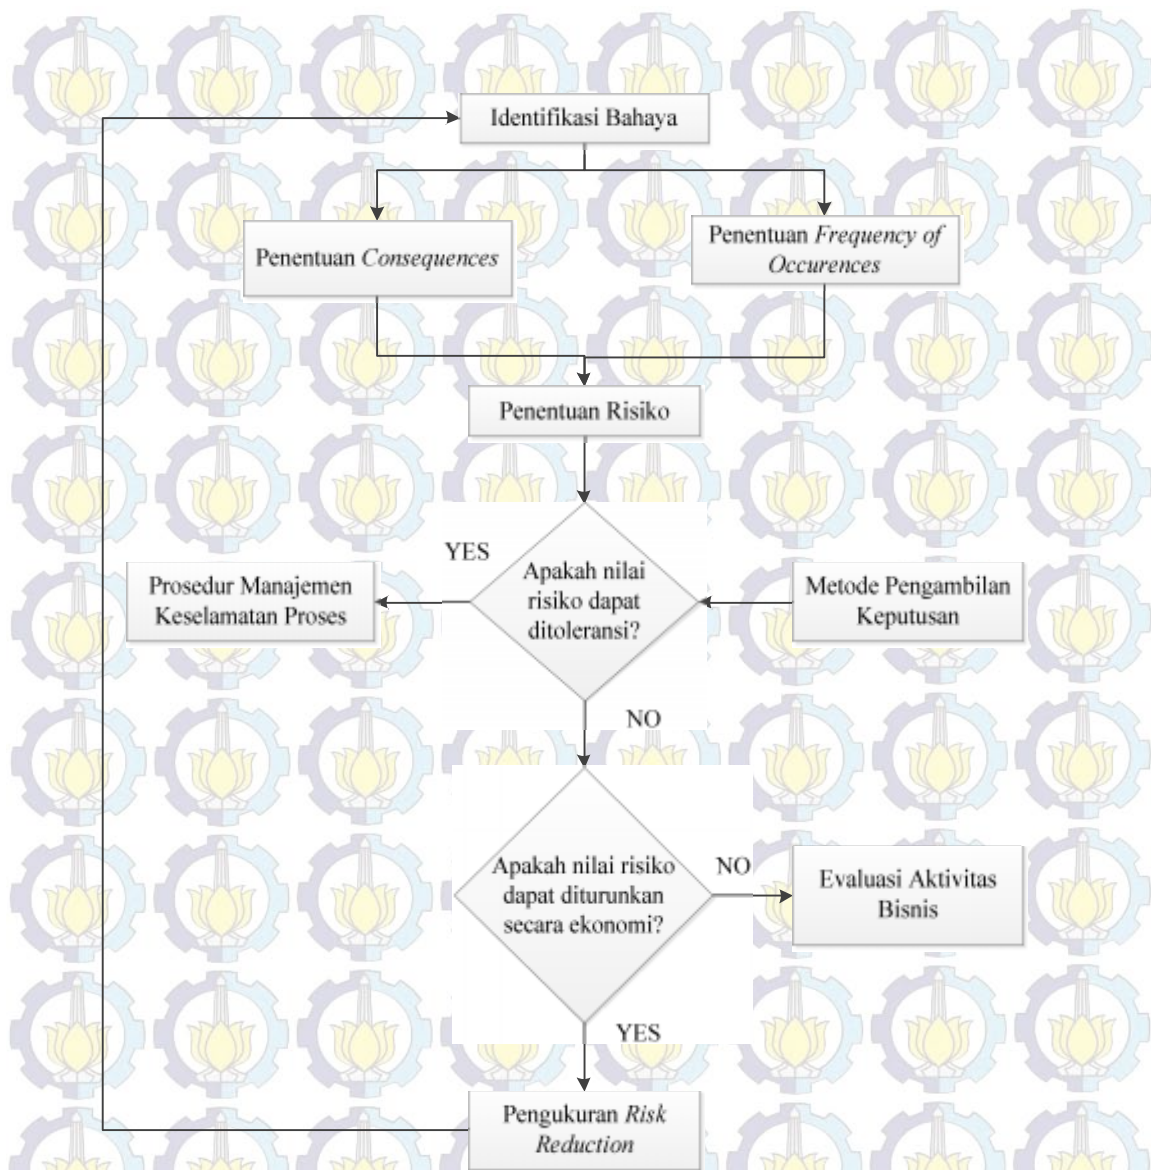 Identifikasi Bahaya
Penentuan Consequences
Penentuan Frequency of
Occurences
Penentuan Risiko
YES
Prosedur Manajemen
Keselamatan Proses
Apakah nilai
risiko dapat
ditoleransi?
Metode Pengambilan
Keputusan
NO
Apakah nilai risiko
dapat diturunkan
secara ekonomi?
NO
Evaluasi Aktivitas
Bisnis
YES
Pengukuran Risk
Reduction